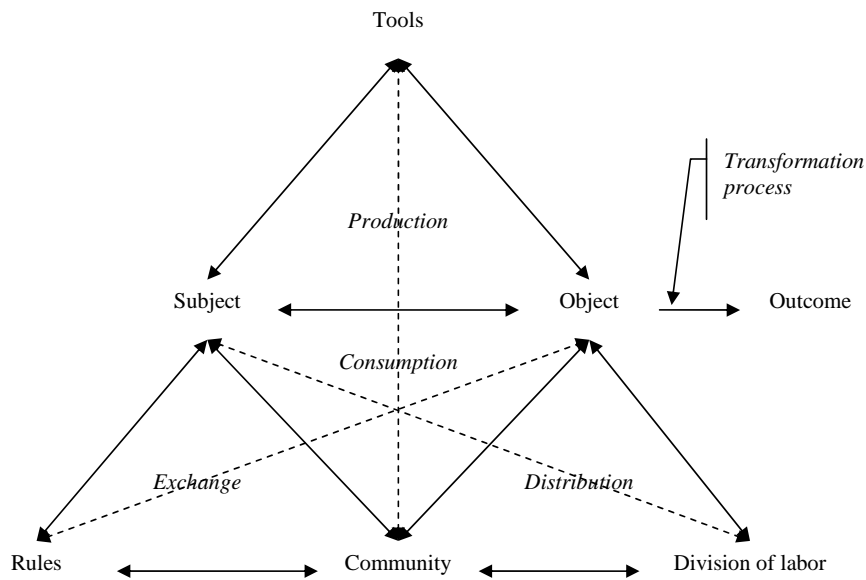 Tools
Transformation
process
Production
Subject
Object
Outcome
Consumption
Exchange
Distribution
Rules
Community
Division of labor